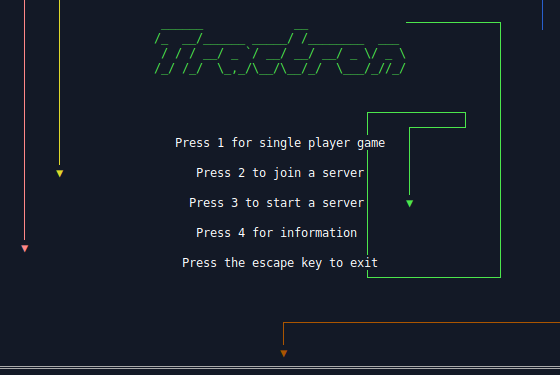 Tractron
Press 1 for single player game
Press 2 to join a server
Press 3 to start a server
Press 4 for information
Press the escape key to exit